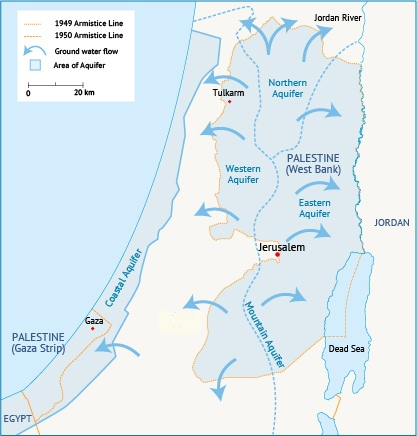 1949 Armistice Line
1950 Armistice Line
Ground water flow
Area of Aquifer
0
20 km
Jordan River
Tulkarm
Northern
Aquifer
Western
Aquifer
PALESTINE
(West Bank)
Eastern
Aquifer
JORDAN
Jerusalem
Coastal Aquifer
Mountain Aquifer
Gaza
PALESTINE
(Gaza Strip)
Dead Sea
EGYPT